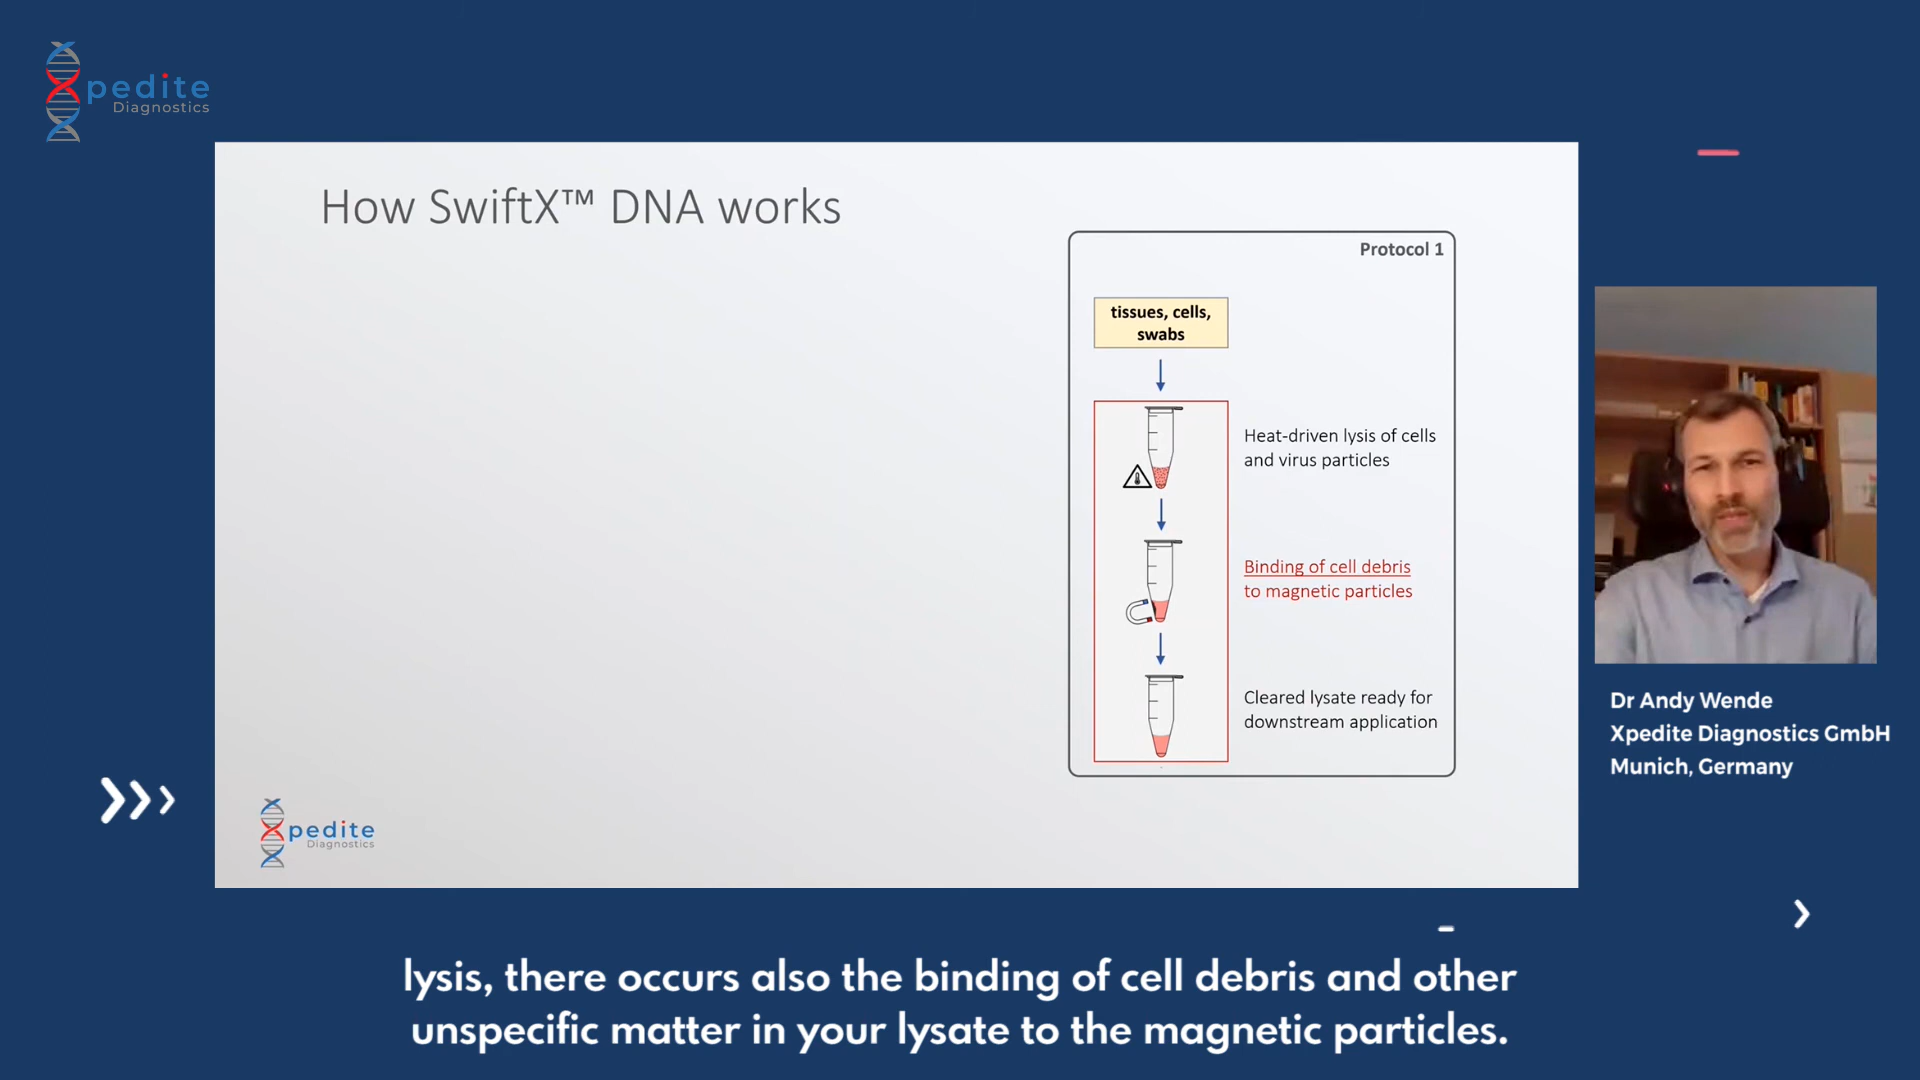 pedite
Diagnostics
How SwiftX™ DNA works
Protocol 1
tissues, cells,
swabs
Heat-driven lysis of cells
and virus particles
Binding of cell debris
to magnetic particles
Cleared lysate ready for
downstream application
pedite
Diagnostics
Dr Andy Wende
Xpedite Diagnostics GmbH
Munich, Germany
lysis, there occurs also the binding of cell debris and other
unspecific matter in your lysate to the magnetic particles.